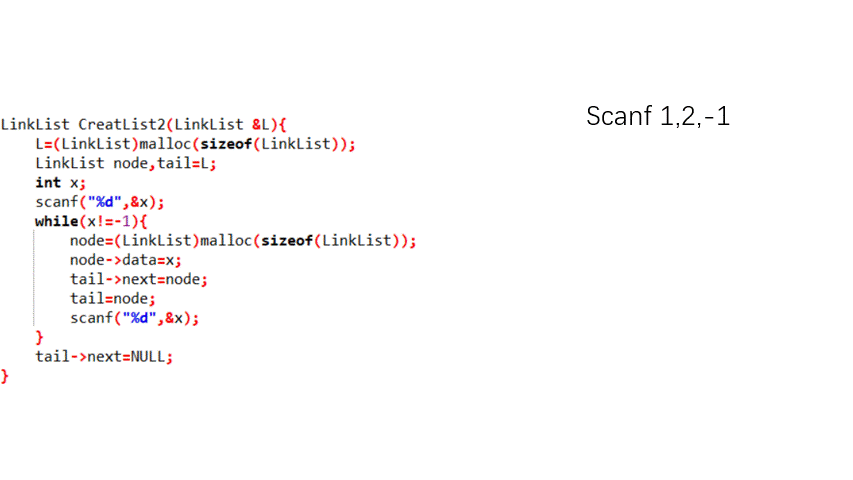 Scanf 1,2,-1
LinkList CreatList2(LinkList &L){
    L=(LinkList)malloc(sizeof(LinkList));
    LinkList node,tail=L;
    int x;
    scanf("%d",&x);
    while(x!=-1){
        node=(LinkList)malloc(sizeof(LinkList));
        node->data=x;
        tail->next=node;
        tail=node;
        scanf("%d",&x);
    }
    tail->next=NULL;
}